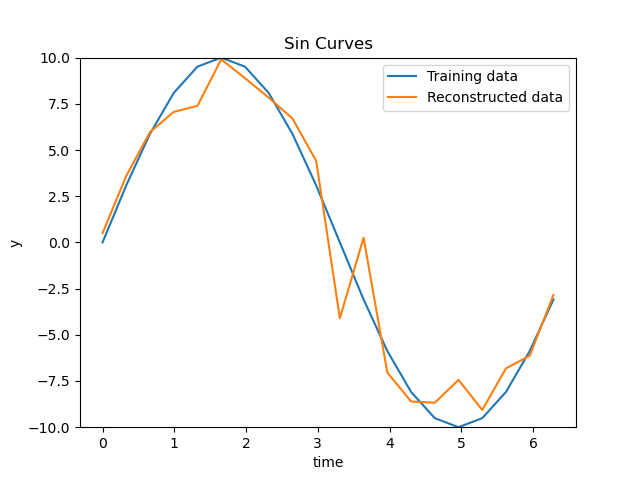 Sin Curves
Training data
Reconstructed data
10.0
7.5
5.0
2.5
0.0
−2.5
−5.0
−7.5
−10.0
y
0 1 2 3 4 5 6
time